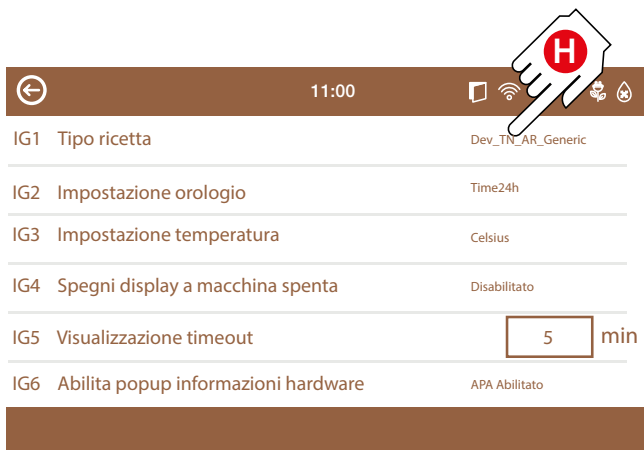 H
11:00
IG1 Tipo ricetta Dev_TN_AR_Generic
IG2 Impostazione orologio Time24h
IG3 Impostazione temperatura Celsius
IG4 Spegni display a macchina spenta Disabilitato
IG5 Visualizzazione timeout 5 min
IG6 Abilita popup informazioni hardware APA Abilitato